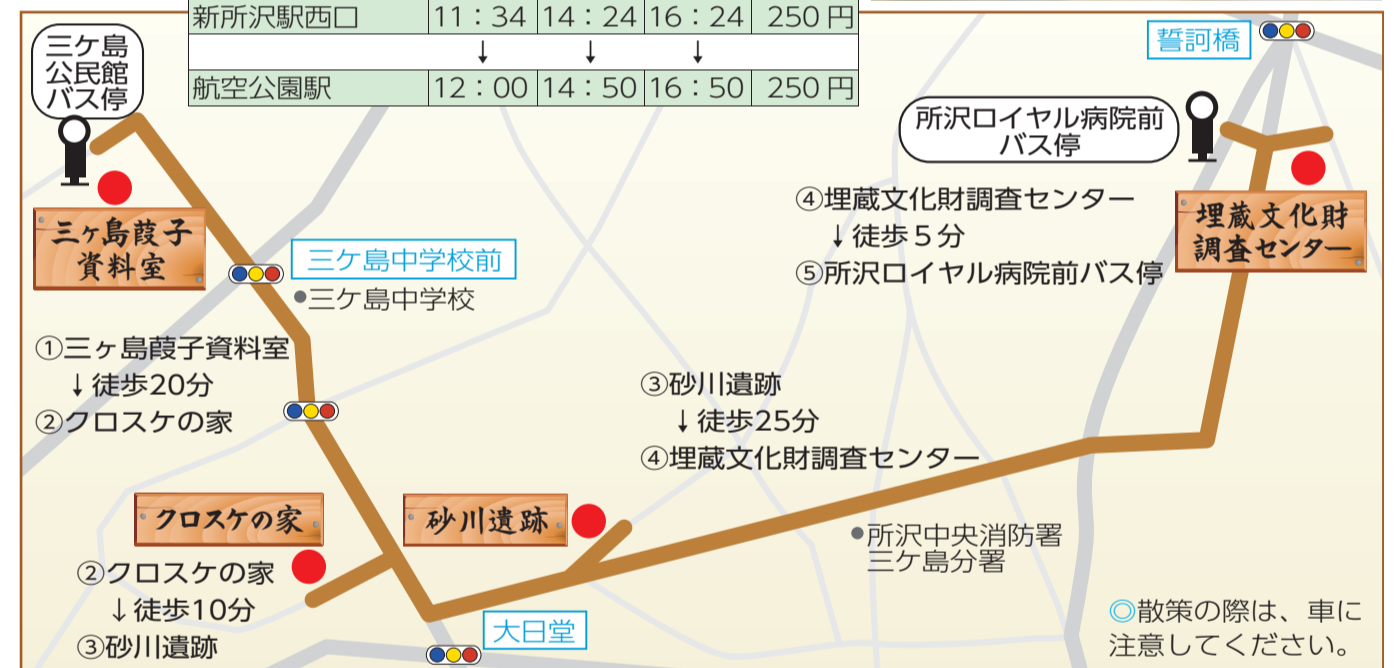 新所沢駅西口 11：34 14：24 16：24 250円
↓ ↓ ↓
航空公園駅 12：00 14：50 16：50 250円
三ケ島
公民館
バス停
誓詞橋
所沢ロイヤル病院前
バス停
三ヶ島葭子
資料室
三ケ島中学校前
●三ケ島中学校
④埋蔵文化財調査センター
↓徒歩５分
⑤所沢ロイヤル病院前バス停
埋蔵文化財
調査センター
①三ヶ島葭子資料室
↓徒歩20分
②クロスケの家
③砂川遺跡
↓徒歩25分
④埋蔵文化財調査センター
クロスケの家
砂川遺跡
②クロスケの家
↓徒歩10分
③砂川遺跡
大日堂
●所沢中央消防署
三ケ島分署
◎散策の際は、車に
注意してください。